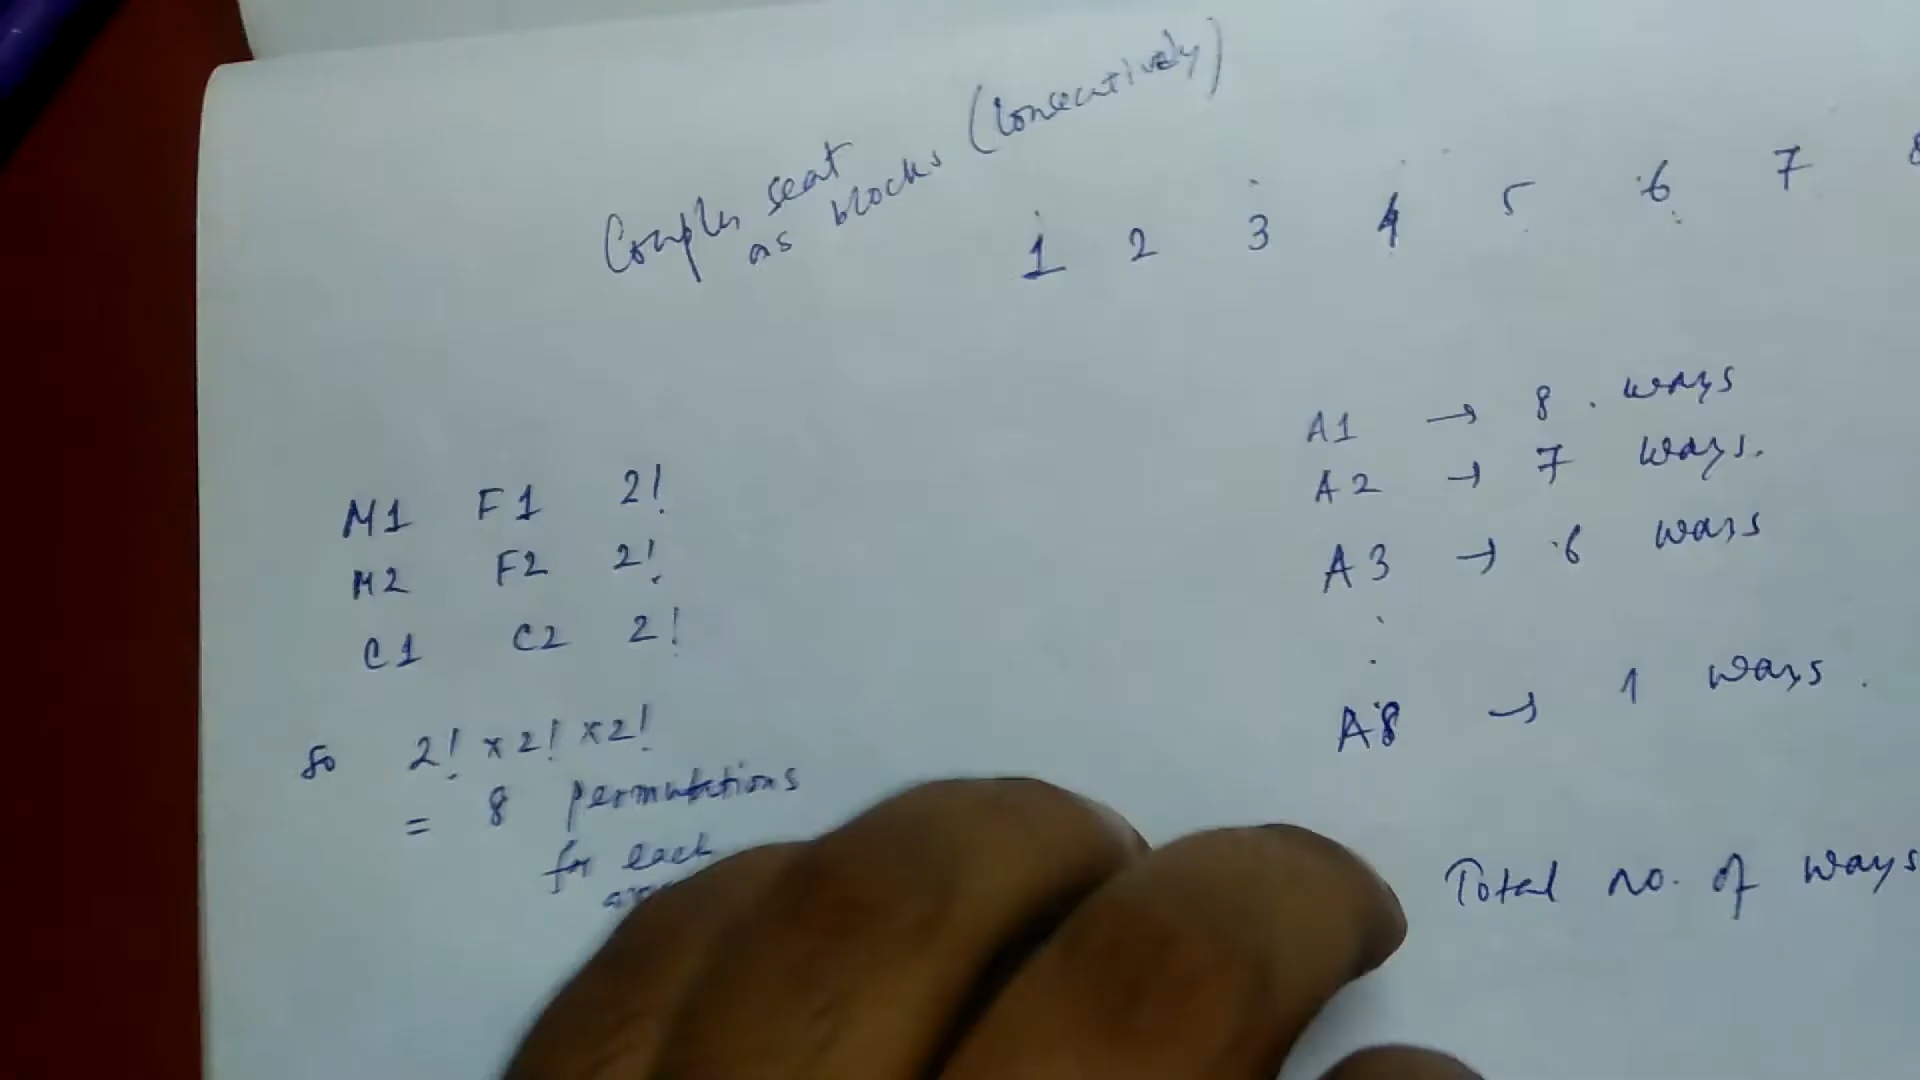 Couples seat
as blocks (Consecutively)
1 2 3 4 5 6 7
M1 F1 2!
M2 F2 2!
C1 C2 2!
So 2! x 2! x 2!
= 8 permutations
for each
A1 → 8 ways
A2 → 7 ways.
A3 → 6 ways
.
.
A8 → 1 ways.
Total no. of ways